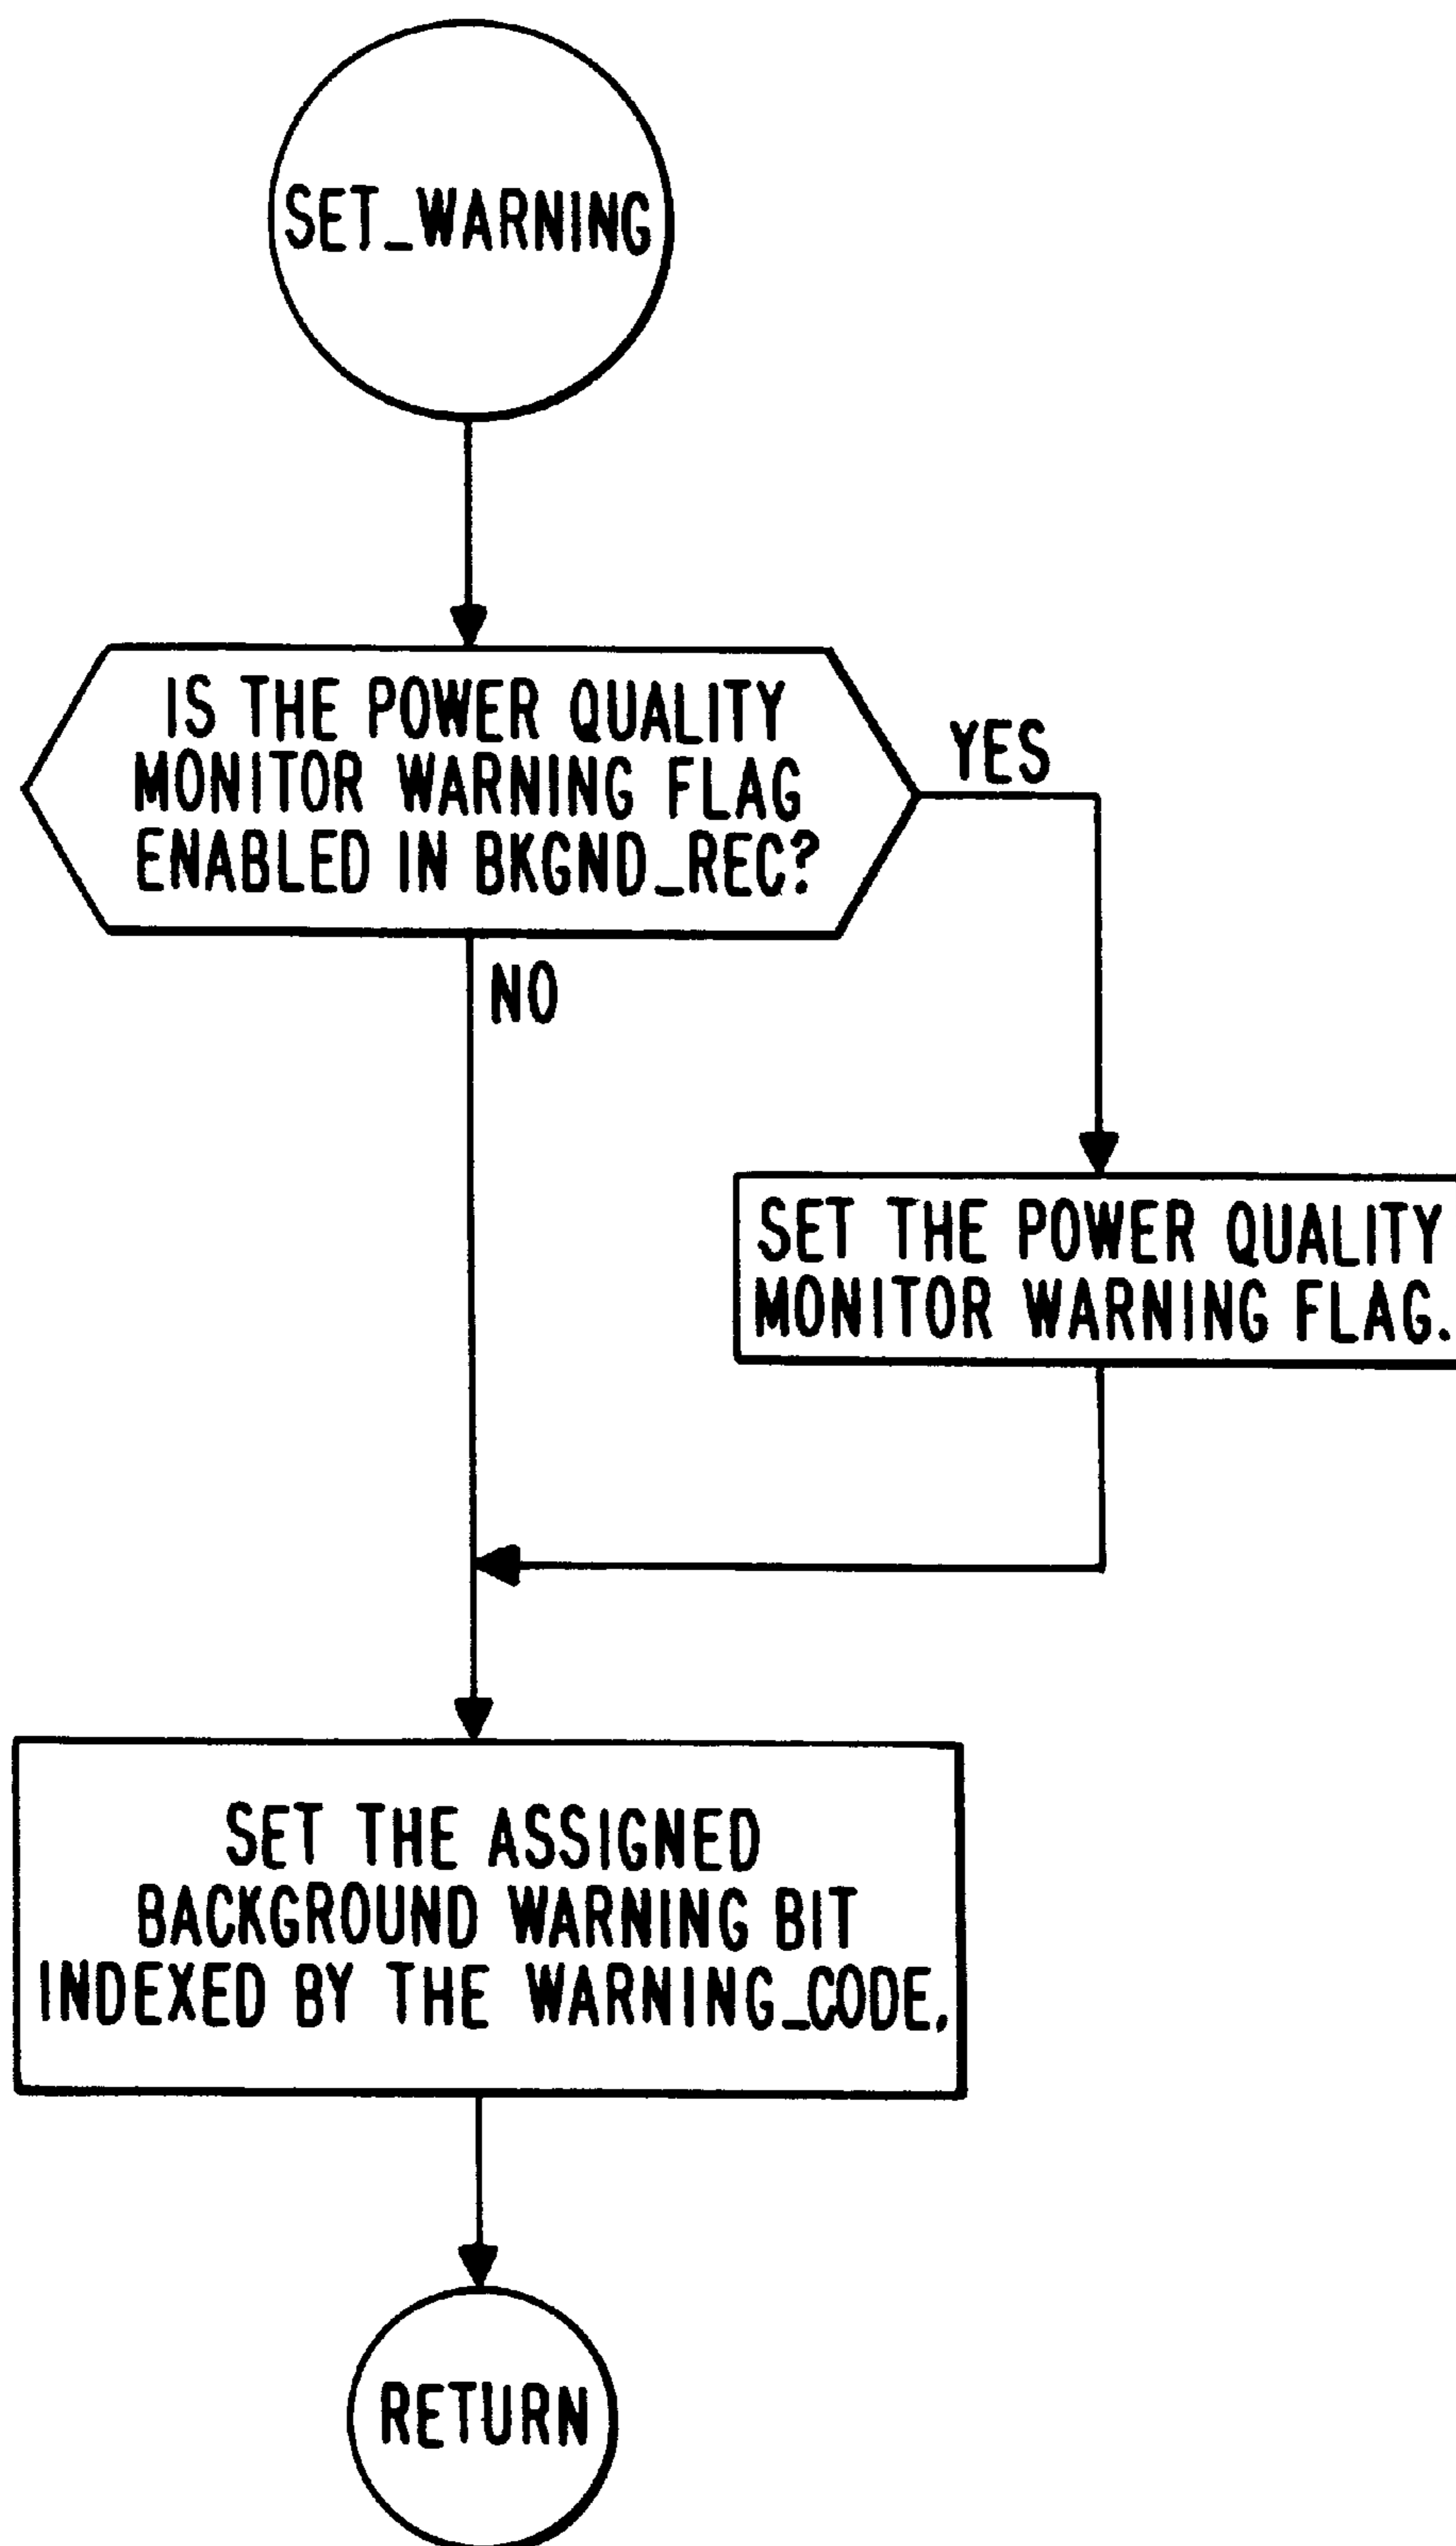 SET_WARNING
IS THE POWER QUALITY
MONITOR WARNING FLAG
ENABLED IN BKGND_REC?
YES
NO
SET THE POWER QUALITY
MONITOR WARNING FLAG.
SET THE ASSIGNED
BACKGROUND WARNING BIT
INDEXED BY THE WARNING_CODE.
RETURN